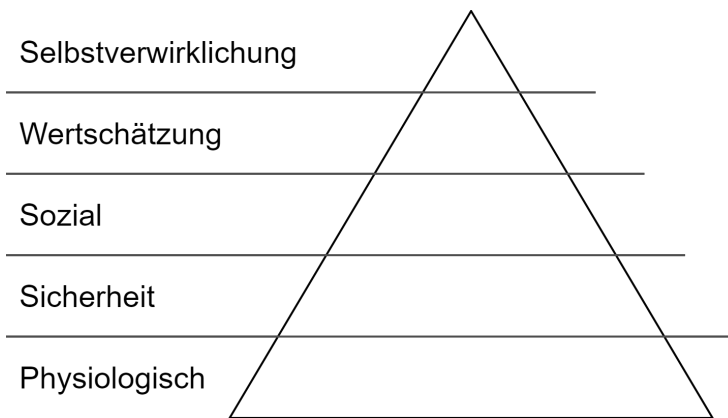 Selbstverwirklichung
Wertschätzung
Sozial
Sicherheit
Physiologisch